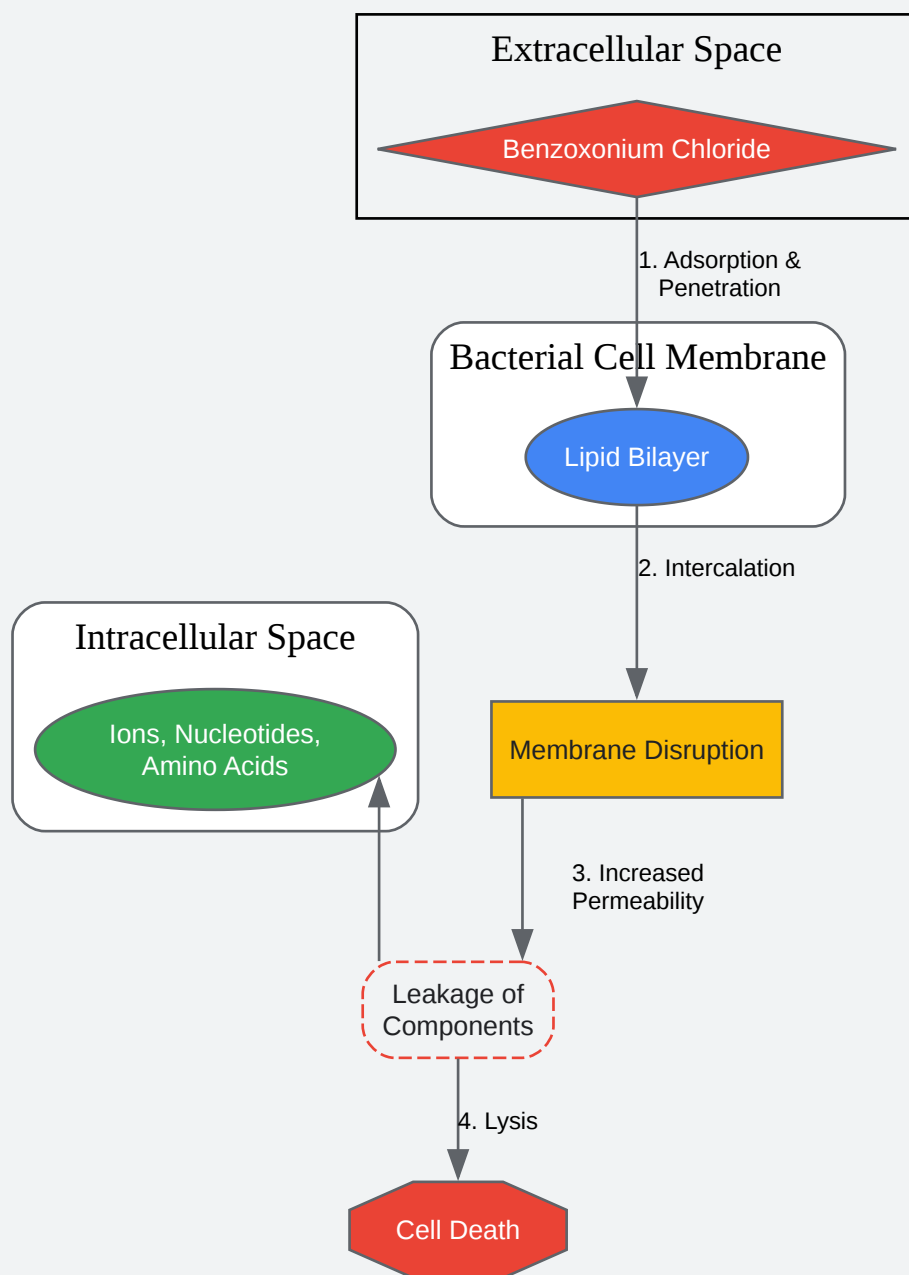 Extracellular Space
Benzoxonium Chloride
1. Adsorption &
Penetration
Bacterial Cell Membrane
Lipid Bilayer
2. Intercalation
Intracellular Space
Ions, Nucleotides,
Amino Acids
Membrane Disruption
3. Increased
Permeability
Leakage of
Components
4. Lysis
Cell Death